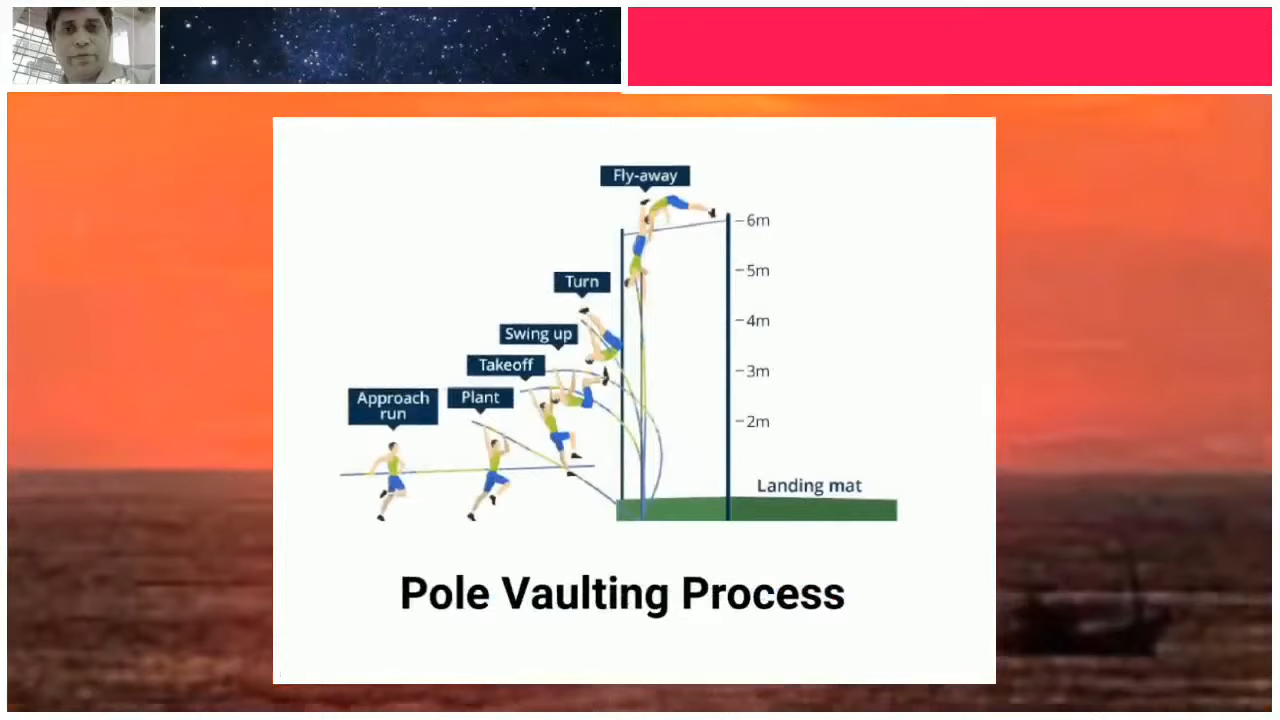 Fly-away
6m
5m
Turn
4m
Swing up
Takeoff
3m
Approach
run
Plant
2m
Landing mat
Pole Vaulting Process